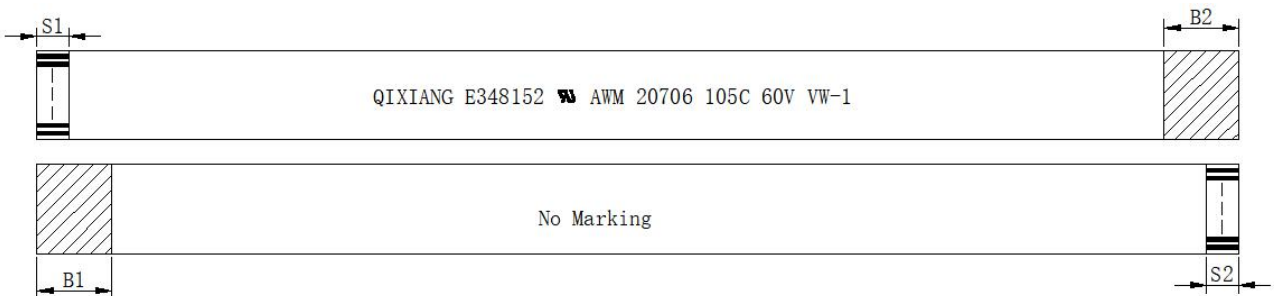 S1
B2
QIXIANG E348152 AWM 20706 105C 60V VW-1
No Marking
B1
S2